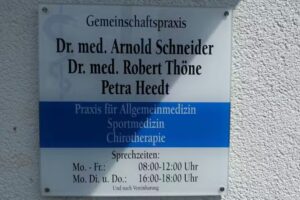 Gemeinschaftspraxis
Dr. med. Arnold Schneider
Dr. med. Robert Thöne
Petra Heedt
Praxis für Allgemeinmedizin
Sportmedizin
Chirotherapie
Sprechzeiten:
Mo. - Fr.: 08:00-12:00 Uhr
Mo. Di. u. Do.: 16:00-18:00 Uhr
Und nach Vereinbarung